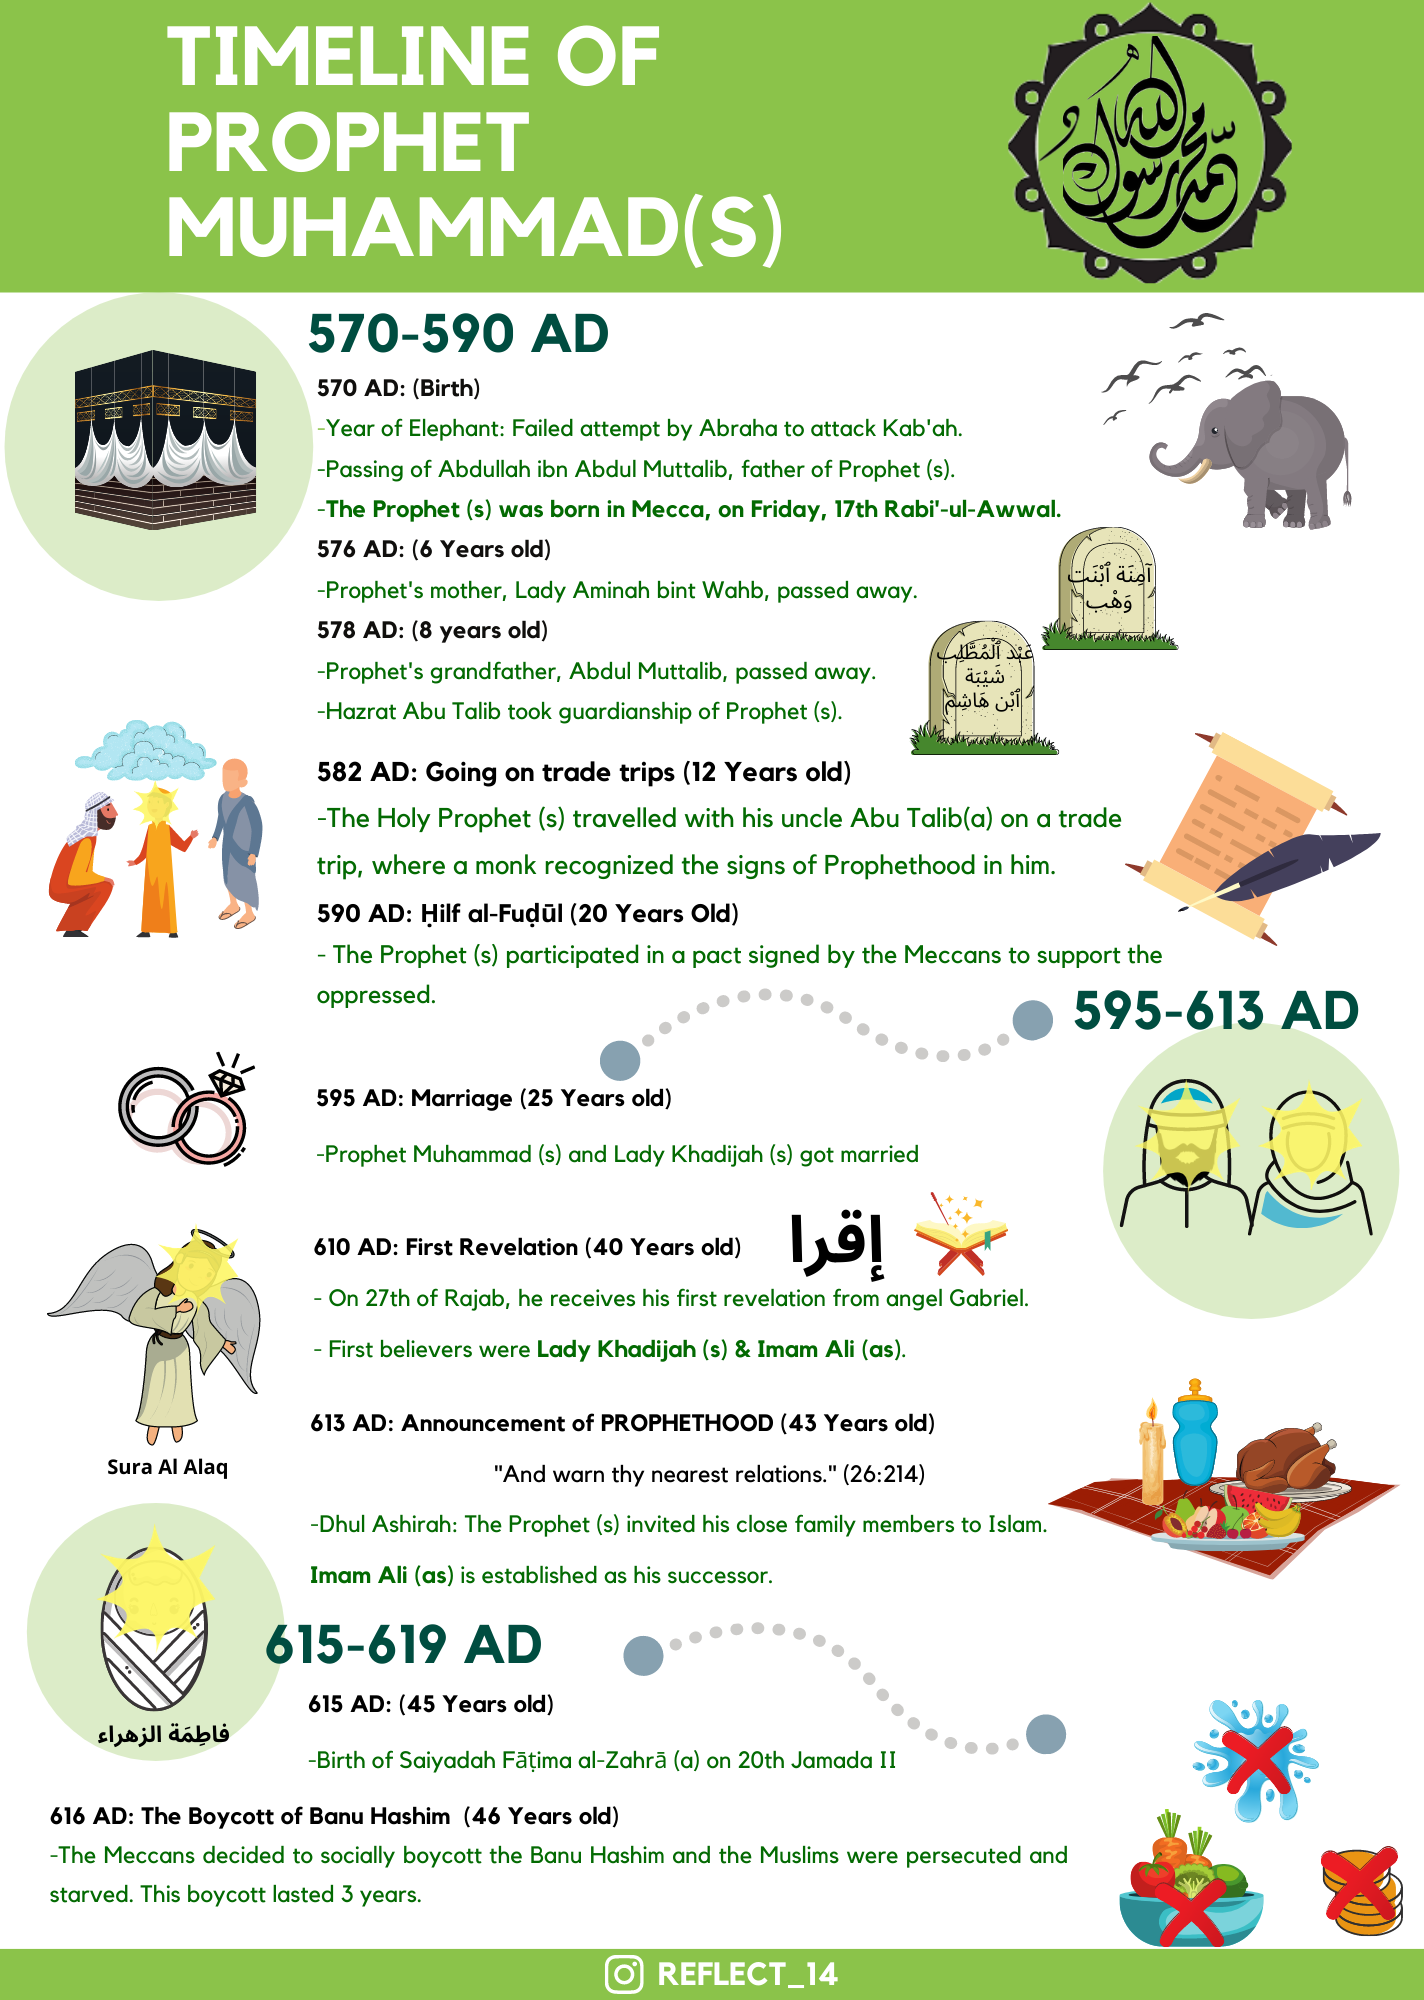 TIMELINE OF
PROPHET
MUHAMMAD(S)
محمد رسول الله
570-590 AD
570 AD: (Birth)
-Year of Elephant: Failed attempt by Abraha to attack Kab'ah.
-Passing of Abdullah ibn Abdul Muttalib, father of Prophet (s).
-The Prophet (s) was born in Mecca, on Friday, 17th Rabi'-ul-Awwal.
576 AD: (6 Years old)
-Prophet's mother, Lady Aminah bint Wahb, passed away.
آمِنَة ٱبْنَت
وَهْب
578 AD: (8 years old)
-Prophet's grandfather, Abdul Muttalib, passed away.
-Hazrat Abu Talib took guardianship of Prophet (s).
عَبْد ٱلْمُطَّلِب
شَيْبَة
ٱبْن هَاشِم
582 AD: Going on trade trips (12 Years old)
-The Holy Prophet (s) travelled with his uncle Abu Talib(a) on a trade
trip, where a monk recognized the signs of Prophethood in him.
590 AD: Ḥilf al-Fuḍūl (20 Years Old)
- The Prophet (s) participated in a pact signed by the Meccans to support the
oppressed.
595-613 AD
595 AD: Marriage (25 Years old)
-Prophet Muhammad (s) and Lady Khadijah (s) got married
610 AD: First Revelation (40 Years old)
إقرا
- On 27th of Rajab, he receives his first revelation from angel Gabriel.
- First believers were Lady Khadijah (s) & Imam Ali (as).
Sura Al Alaq
613 AD: Announcement of PROPHETHOOD (43 Years old)
"And warn thy nearest relations." (26:214)
-Dhul Ashirah: The Prophet (s) invited his close family members to Islam.
Imam Ali (as) is established as his successor.
615-619 AD
615 AD: (45 Years old)
فاطِمَة الزهراء
-Birth of Saiyadah Fāṭima al-Zahrā (a) on 20th Jamada II
616 AD: The Boycott of Banu Hashim (46 Years old)
-The Meccans decided to socially boycott the Banu Hashim and the Muslims were persecuted and
starved. This boycott lasted 3 years.
REFLECT_14